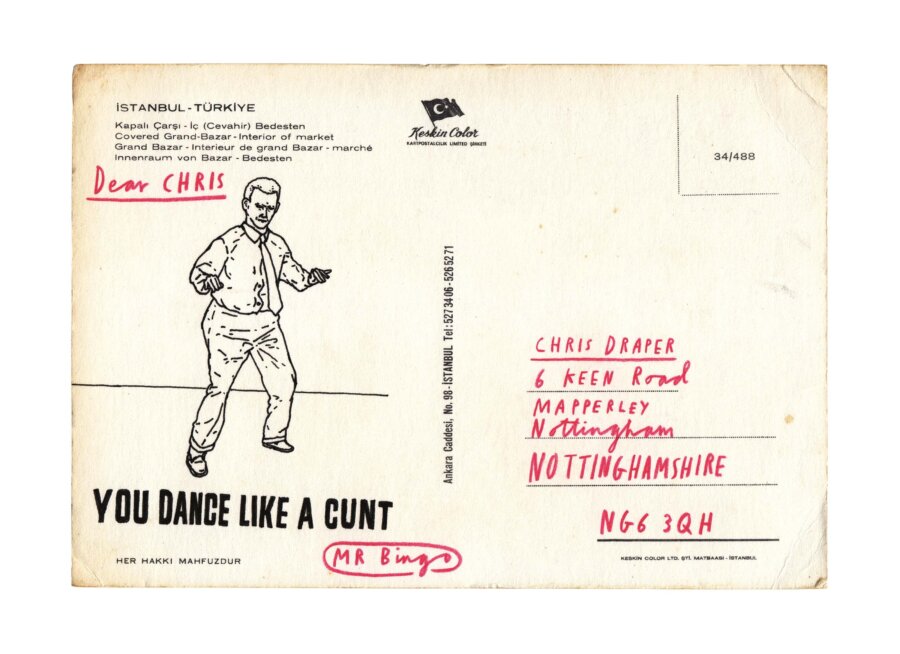 İSTANBUL - TÜRKİYE
Kapalı Çarşı - İç (Cevahir) Bedesten
Covered Grand-Bazar - Interior of market
Grand Bazar - Interieur de grand Bazar - marché
Innenraum von Bazar - Bedesten
Dear CHRIS
YOU DANCE LIKE A CUNT
MR Bingo
HER HAKKI MAHFUZDUR
Keskin Color
KARTPOSTALCILIK LIMITED ŞİRKETİ
Ankara Caddesi, No. 98 - İSTANBUL Tel: 527 34 06 - 526 52 71
34/488
CHRIS DRAPER
6 KEEN Road
MAPPERLEY
Nottingham
NOTTINGHAMSHIRE
NG6 3QH
KESKİN COLOR LTD. ŞTİ. MATBAASI - İSTANBUL